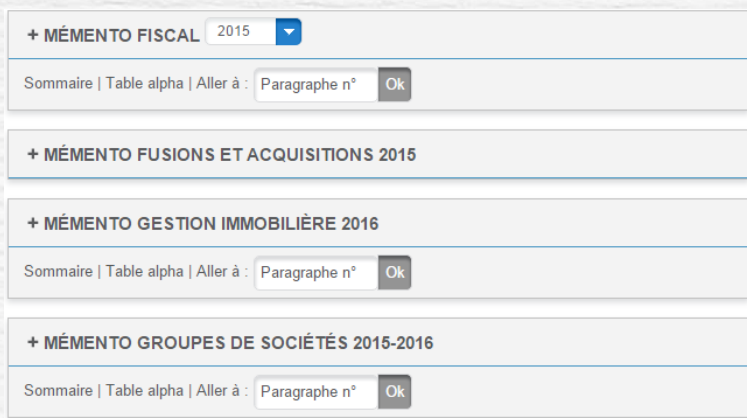 + MÉMENTO FISCAL 2015
Sommaire | Table alpha | Aller à : Paragraphe n° Ok
+ MÉMENTO FUSIONS ET ACQUISITIONS 2015
+ MÉMENTO GESTION IMMOBILIÈRE 2016
Sommaire | Table alpha | Aller à : Paragraphe n° Ok
+ MÉMENTO GROUPES DE SOCIÉTÉS 2015-2016
Sommaire | Table alpha | Aller à : Paragraphe n° Ok